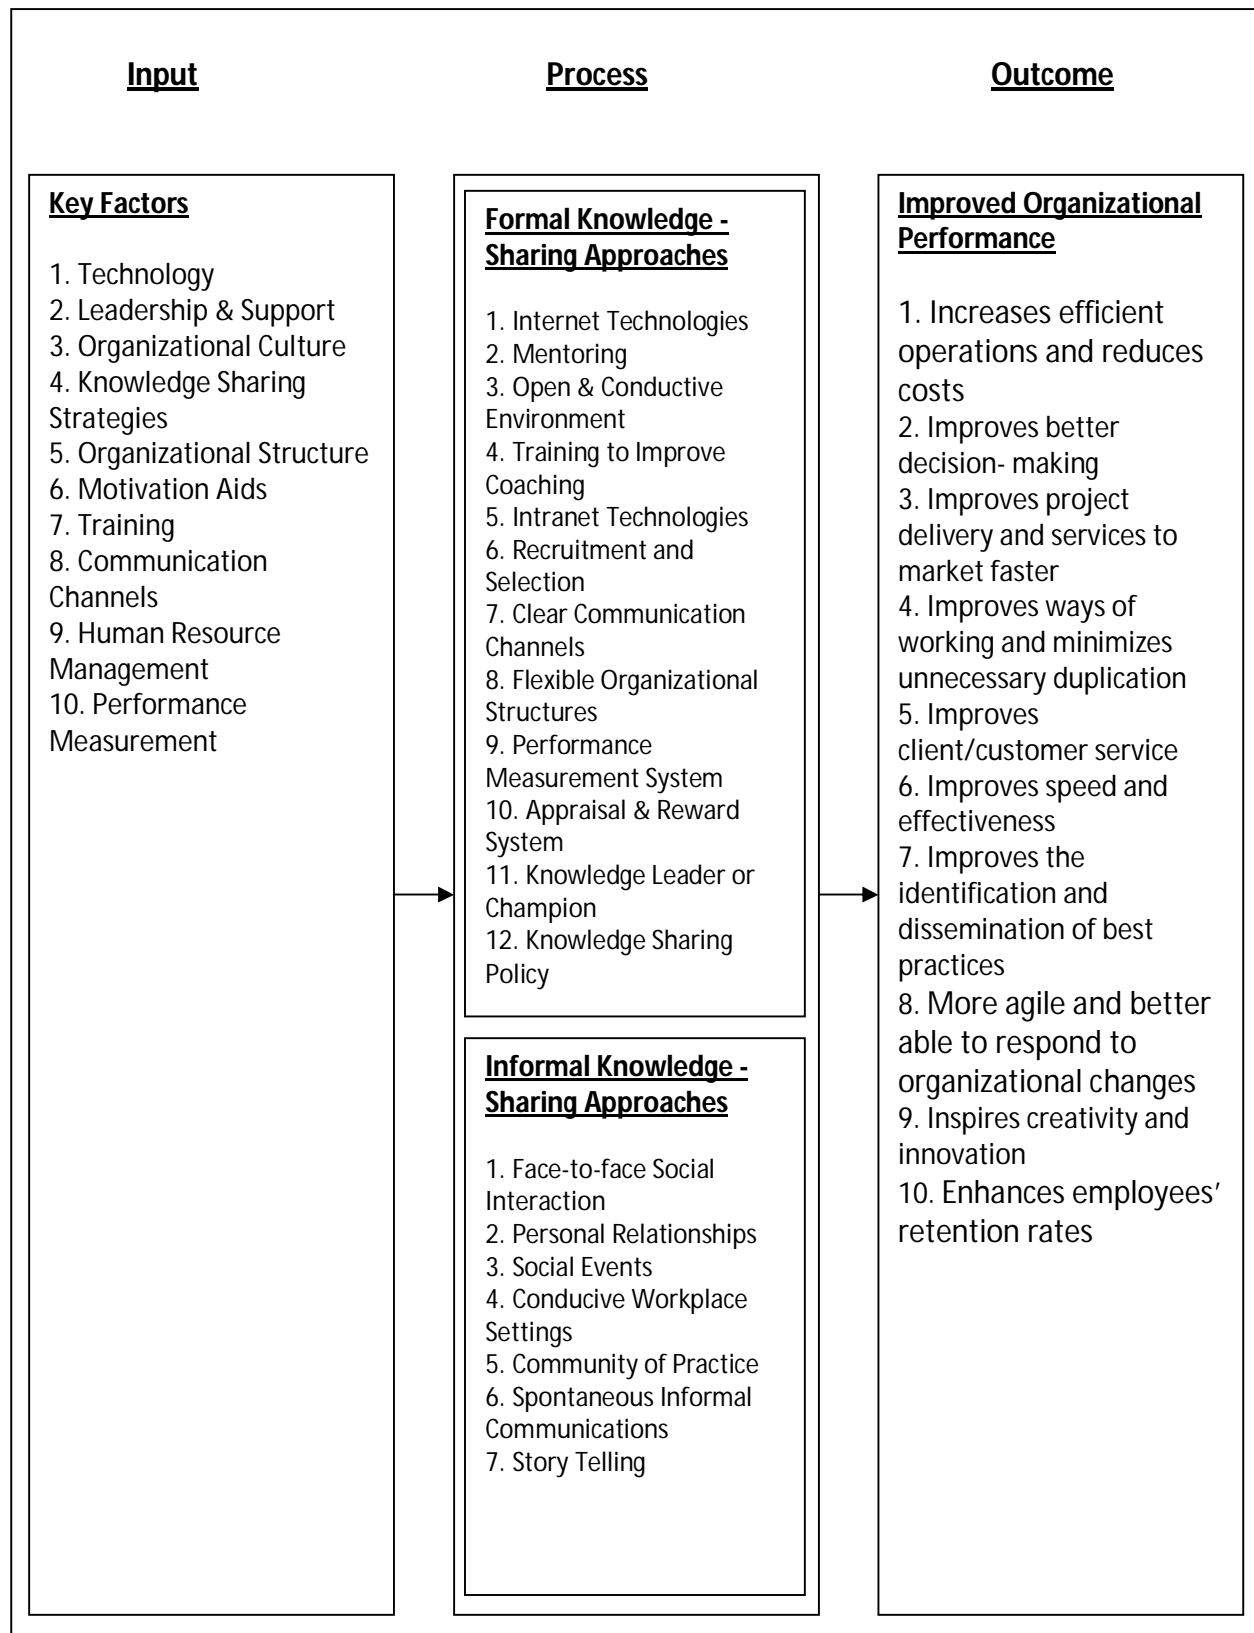 Input
Process
Outcome
Key Factors
1. Technology
2. Leadership & Support
3. Organizational Culture
4. Knowledge Sharing
Strategies
5. Organizational Structure
6. Motivation Aids
7. Training
8. Communication
Channels
9. Human Resource
Management
10. Performance
Measurement
Formal Knowledge -
Sharing Approaches
1. Internet Technologies
2. Mentoring
3. Open & Conductive
Environment
4. Training to Improve
Coaching
5. Intranet Technologies
6. Recruitment and
Selection
7. Clear Communication
Channels
8. Flexible Organizational
Structures
9. Performance
Measurement System
10. Appraisal & Reward
System
11. Knowledge Leader or
Champion
12. Knowledge Sharing
Policy
Informal Knowledge -
Sharing Approaches
1. Face-to-face Social
Interaction
2. Personal Relationships
3. Social Events
4. Conducive Workplace
Settings
5. Community of Practice
6. Spontaneous Informal
Communications
7. Story Telling
Improved Organizational
Performance
1. Increases efficient
operations and reduces
costs
2. Improves better
decision- making
3. Improves project
delivery and services to
market faster
4. Improves ways of
working and minimizes
unnecessary duplication
5. Improves
client/customer service
6. Improves speed and
effectiveness
7. Improves the
identification and
dissemination of best
practices
8. More agile and better
able to respond to
organizational changes
9. Inspires creativity and
innovation
10. Enhances employees’
retention rates